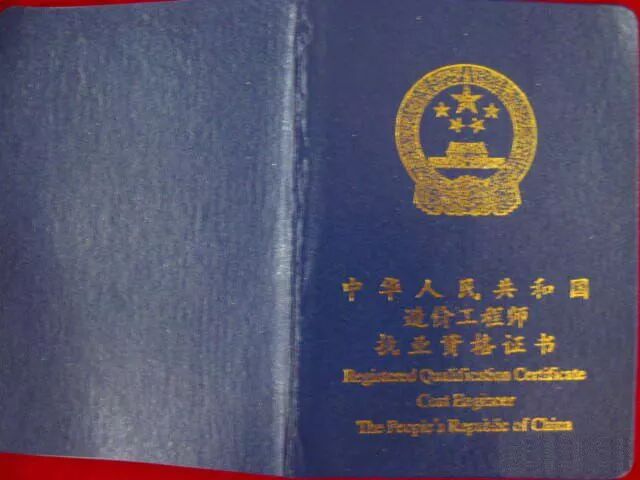 中华人民共和国
造价工程师
执业资格证书
Registered Qualification Certificate
Cost Engineer
The People's Republic of China